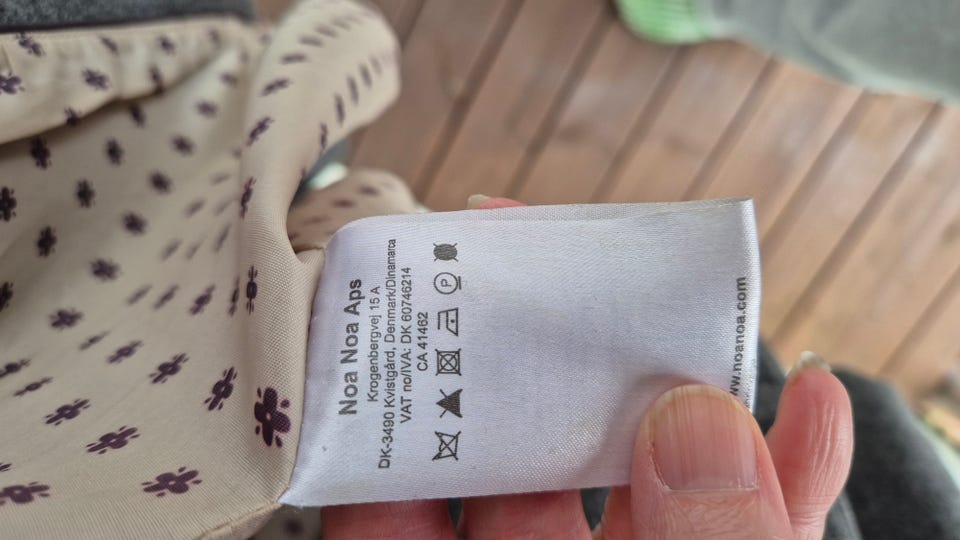 Noa Noa Aps
Krogenbergvej 15 A
DK-3490 Kvistgård, Denmark/Dinamarca
VAT no/IVA: DK 60746214
CA 41462
P
www.noanoa.com